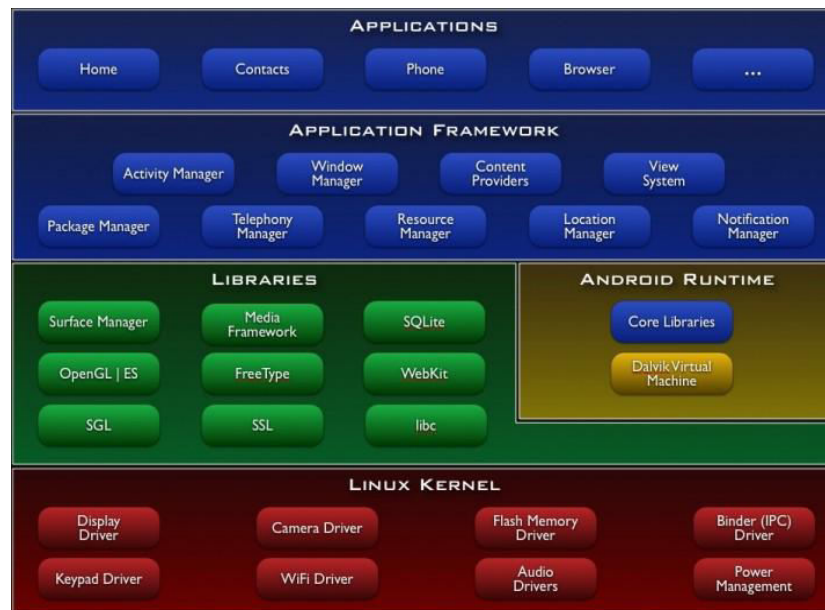 APPLICATIONS
Home
Contacts
Phone
Browser
...
APPLICATION FRAMEWORK
Activity Manager
Window
Manager
Content
Providers
View
System
Package Manager
Telephony
Manager
Resource
Manager
Location
Manager
Notification
Manager
LIBRARIES
Surface Manager
Media
Framework
SQLite
OpenGL | ES
FreeType
WebKit
SGL
SSL
libc
ANDROID RUNTIME
Core Libraries
Dalvik Virtual
Machine
LINUX KERNEL
Display
Driver
Camera Driver
Flash Memory
Driver
Binder (IPC)
Driver
Keypad Driver
WiFi Driver
Audio
Drivers
Power
Management